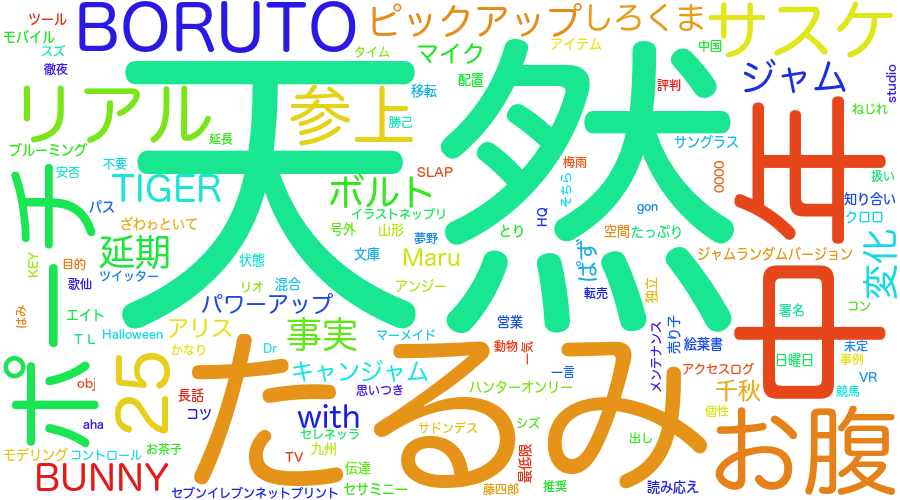 ツール
BORUTO
ピックアップ
しろくま
サスケ
モバイル
スズ
タイム
マイク
アイテム
中国
徹夜
リアル
天然
参上
配置
移転
評判
ジャム
studio
勝己
延長
中年
ねじれ
ブルーミング
サングラス
安否
不要
TIGER
ボルト
SLAP
梅雨
0000
扱い
ポーチ
パス
イラストネップリ
HQ
そちら
gon
知り合い
クロロ
ざわゎといて
号外
山形
とり
空間
たっぷり
延期
夢野
文庫
Maru
ぱず
ジャムランダムバージョン
変化
KEY
目的
ツイッター
状態
歌仙
リオ
混合
アンジー
転売
独立
はみ
エイト
パワーアップ
営業
売り子
署名
コン
TL
Halloween
アリス
事実
マーメイド
メンテナンス
絵葉書
未定
かなり
Dr
動物
一気
日曜日
事例
25
たるみ
キャンジャム
一言
アクセスログ
VR
obj
長話
思いつき
ハンターオンリー
千秋
競馬
aha
コツ
with
サドンデス
シズ
個性
お腹
セレネッラ
お茶子
九州
出し
モデリング
コントロール
TV
伝達
最低限
BUNNY
セブンイレブンネットプリント
セサミニー
藤四郎
推奨
読み応え